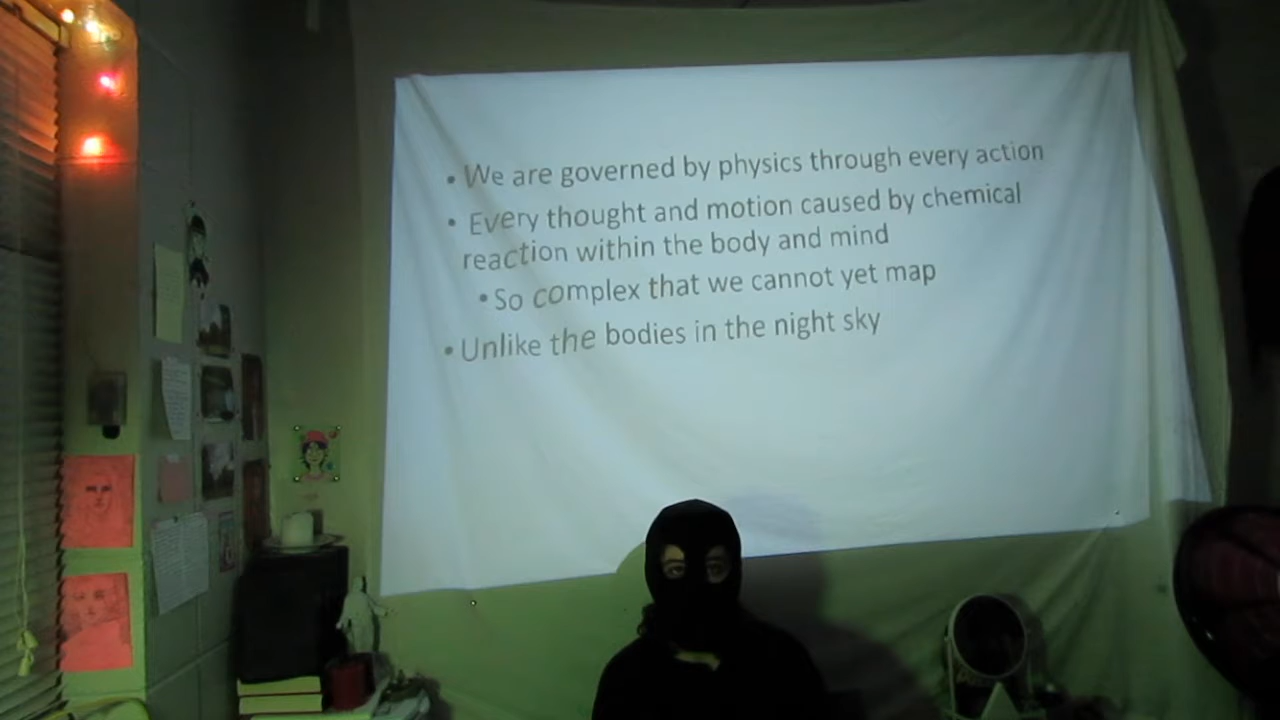 • We are governed by physics through every action
• Every thought and motion caused by chemical
reaction within the body and mind
• So complex that we cannot yet map
• Unlike the bodies in the night sky